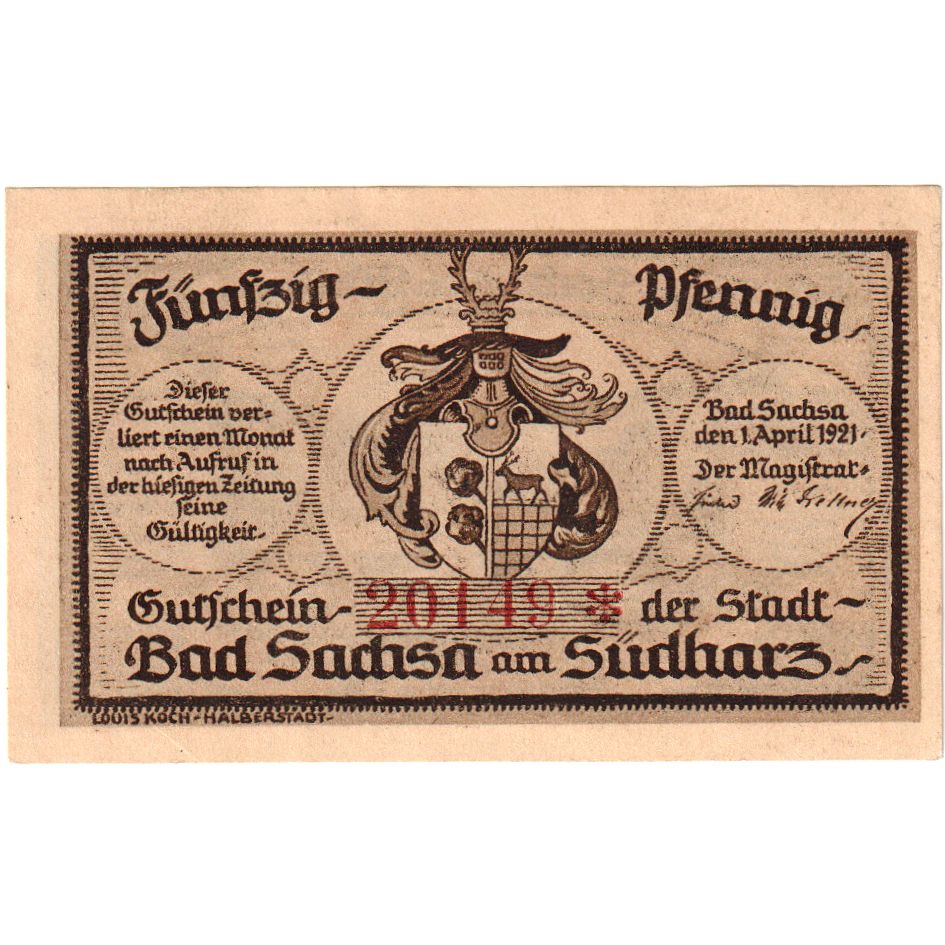 Fünfzig- Pfennig
Dieser
Gutschein ver-
liert einen Monat
nach Aufruf in
der hiesigen Zeitung
seine
Gültigkeit.
Bad Sachsa
den 1. April 1921.
Der Magistrat.
Gutschein- 20149 * der Stadt-
Bad Sachsa am Südharz
LOUIS KOCH-HALBERSTADT-